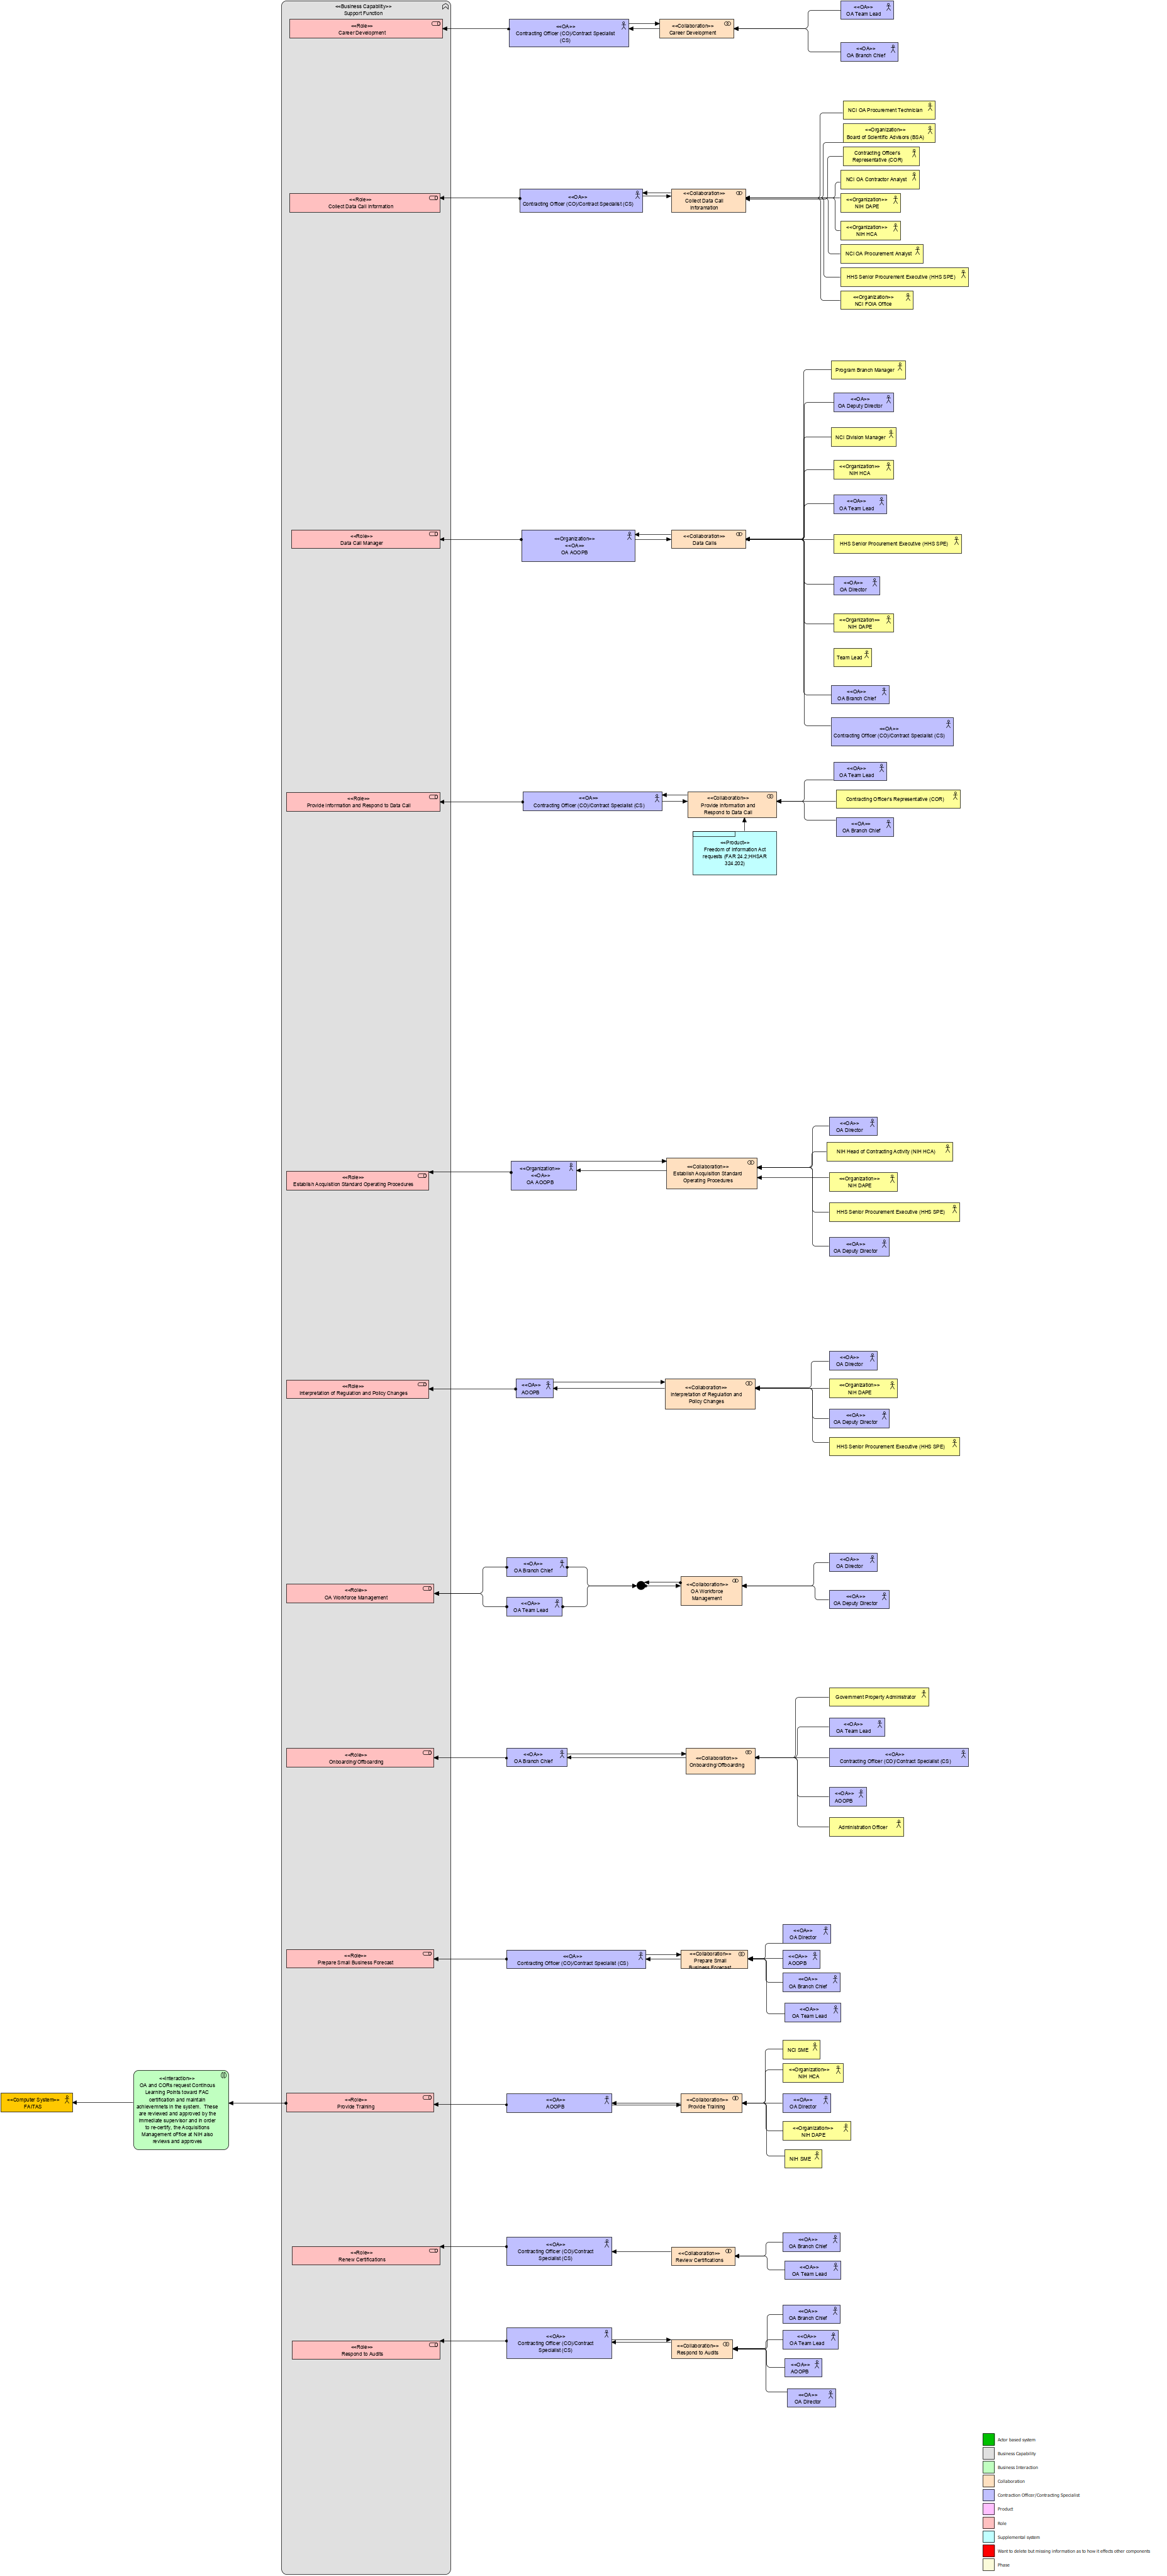 <<Business Capability>>
Support Function
<<Role>>
Career Development
<<OA>>
Contracting Officer (CO)/Contract Specialist
(CS)
<<Collaboration>>
Career Development
<<OA>>
OA Team Lead
<<OA>>
OA Branch Chief
NCI OA Procurement Technician
<<Organization>>
Board of Scientific Advisors (BSA)
Contracting Officer's
Representative (COR)
NCI OA Contractor Analyst
<<Organization>>
NIH DAPE
<<Organization>>
NIH HCA
NCI OA Procurement Analyst
HHS Senior Procurement Executive (HHS SPE)
<<Organization>>
NCI FOIA Office
<<Role>>
Collect Data Call Information
<<OA>>
Contracting Officer (CO)/Contract Specialist (CS)
<<Collaboration>>
Collect Data Call
Inforamation
Program Branch Manager
<<OA>>
OA Deputy Director
NCI Division Manager
<<Organization>>
NIH HCA
<<OA>>
OA Team Lead
HHS Senior Procurement Executive (HHS SPE)
<<OA>>
OA Director
<<Organization>>
NIH DAPE
Team Lead
<<OA>>
OA Branch Chief
<<OA>>
Contracting Officer (CO)/Contract Specialist (CS)
<<Role>>
Data Call Manager
<<Organization>>
<<OA>>
OA AOOPB
<<Collaboration>>
Data Calls
<<Role>>
Provide Information and Respond to Data Call
<<OA>>
Contracting Officer (CO)/Contract Specialist (CS)
<<Collaboration>>
Provide Information and
Respond to Data Call
<<OA>>
OA Team Lead
Contracting Officer's Representative (COR)
<<OA>>
OA Branch Chief
<<Product>>
Freedom of Information Act
requests (FAR 24.2;HHSAR
324.202)
<<Role>>
Establish Acquisition Standard Operating Procedures
<<Organization>>
<<OA>>
OA AOOPB
<<Collaboration>>
Establish Acquisition Standard
Operating Procedures
<<OA>>
OA Director
NIH Head of Contracting Activity (NIH HCA)
<<Organization>>
NIH DAPE
HHS Senior Procurement Executive (HHS SPE)
<<OA>>
OA Deputy Director
<<Role>>
Interpretation of Regulation and Policy Changes
<<OA>>
AOOPB
<<Collaboration>>
Interpretation of Regulation and
Policy Changes
<<OA>>
OA Director
<<Organization>>
NIH DAPE
<<OA>>
OA Deputy Director
HHS Senior Procurement Executive (HHS SPE)
<<Role>>
OA Workforce Management
<<OA>>
OA Branch Chief
<<OA>>
OA Team Lead
<<Collaboration>>
OA Workforce
Management
<<OA>>
OA Director
<<OA>>
OA Deputy Director
<<Role>>
Onboarding/Offboarding
<<OA>>
OA Branch Chief
<<Collaboration>>
Onboarding/Offboarding
Government Property Administrator
<<OA>>
OA Team Lead
<<OA>>
Contracting Officer (CO)/Contract Specialist (CS)
<<OA>>
AOOPB
Administration Officer
<<Role>>
Prepare Small Business Forecast
<<OA>>
Contracting Officer (CO)/Contract Specialist (CS)
<<Collaboration>>
Prepare Small
Business Forecast
<<OA>>
OA Director
<<OA>>
AOOPB
<<OA>>
OA Branch Chief
<<OA>>
OA Team Lead
<<Computer System>>
FAITAS
<<Interaction>>
OA and CORs request Continous
Learning Points toward FAC
certification and maintain
achievemnets in the system. These
are reviewed and approved by the
immediate supervisor and in order
to re-certify, the Acquisitions
Management office at NIH also
reviews and approves
<<Role>>
Provide Training
<<OA>>
AOOPB
<<Collaboration>>
Provide Training
NCI SME
<<Organization>>
NIH HCA
<<OA>>
OA Director
<<Organization>>
NIH DAPE
NIH SME
<<Role>>
Renew Certifications
<<OA>>
Contracting Officer (CO)/Contract
Specialist (CS)
<<Collaboration>>
Review Certifications
<<OA>>
OA Branch Chief
<<OA>>
OA Team Lead
<<Role>>
Respond to Audits
<<OA>>
Contracting Officer (CO)/Contract
Specialist (CS)
<<Collaboration>>
Respond to Audits
<<OA>>
OA Branch Chief
<<OA>>
OA Team Lead
<<OA>>
AOOPB
<<OA>>
OA Director
Actor based system
Business Capability
Business Interaction
Collaboration
Contraction Officer/Contracting Specialist
Product
Role
Supplemental system
Want to delete but missing information as to how it effects other components
Phase